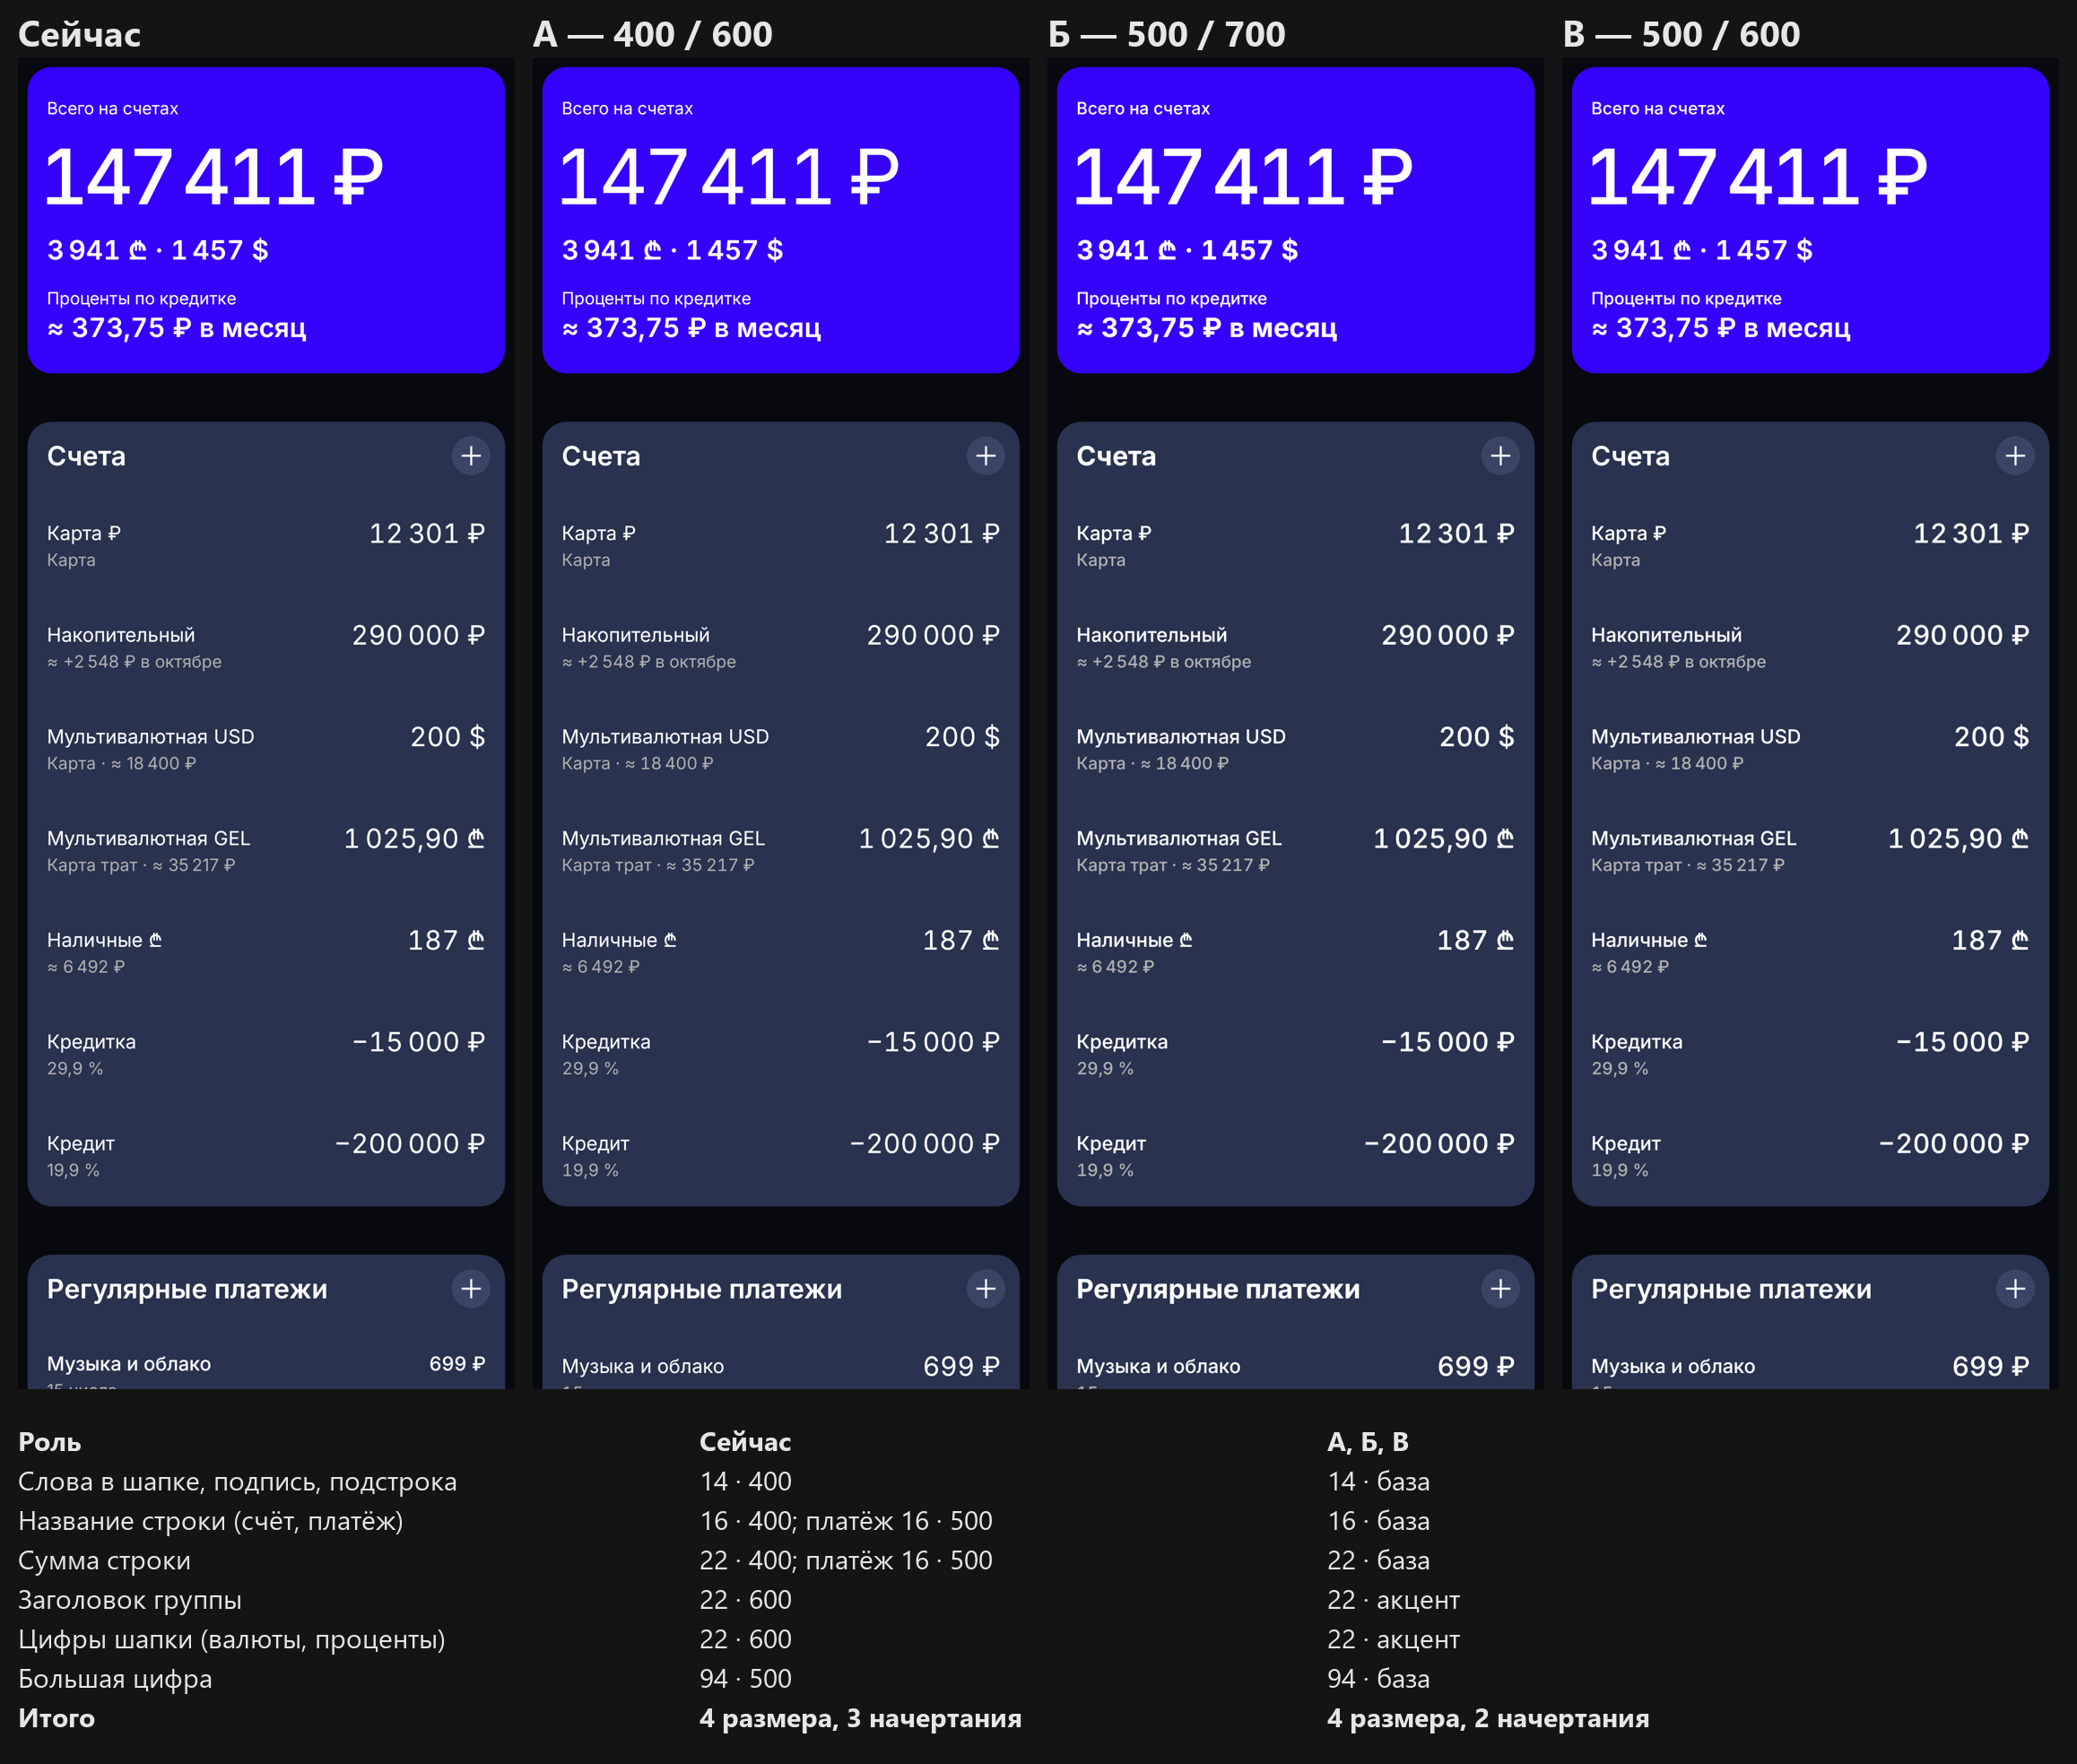 Сейчас
Всего на счетах
147 411 ₽
3 941 ₾ · 1 457 $
Проценты по кредитке
≈ 373,75 ₽ в месяц
Счета
Карта ₽ 12 301 ₽
Карта
Накопительный 290 000 ₽
≈ +2 548 ₽ в октябре
Мультивалютная USD 200 $
Карта · ≈ 18 400 ₽
Мультивалютная GEL 1 025,90 ₾
Карта трат · ≈ 35 217 ₽
Наличные ₾ 187 ₾
≈ 6 492 ₽
Кредитка −15 000 ₽
29,9 %
Кредит −200 000 ₽
19,9 %
Регулярные платежи
Музыка и облако 699 ₽
А — 400 / 600
Всего на счетах
147 411 ₽
3 941 ₾ · 1 457 $
Проценты по кредитке
≈ 373,75 ₽ в месяц
Счета
Карта ₽ 12 301 ₽
Карта
Накопительный 290 000 ₽
≈ +2 548 ₽ в октябре
Мультивалютная USD 200 $
Карта · ≈ 18 400 ₽
Мультивалютная GEL 1 025,90 ₾
Карта трат · ≈ 35 217 ₽
Наличные ₾ 187 ₾
≈ 6 492 ₽
Кредитка −15 000 ₽
29,9 %
Кредит −200 000 ₽
19,9 %
Регулярные платежи
Музыка и облако 699 ₽
Б — 500 / 700
Всего на счетах
147 411 ₽
3 941 ₾ · 1 457 $
Проценты по кредитке
≈ 373,75 ₽ в месяц
Счета
Карта ₽ 12 301 ₽
Карта
Накопительный 290 000 ₽
≈ +2 548 ₽ в октябре
Мультивалютная USD 200 $
Карта · ≈ 18 400 ₽
Мультивалютная GEL 1 025,90 ₾
Карта трат · ≈ 35 217 ₽
Наличные ₾ 187 ₾
≈ 6 492 ₽
Кредитка −15 000 ₽
29,9 %
Кредит −200 000 ₽
19,9 %
Регулярные платежи
Музыка и облако 699 ₽
В — 500 / 600
Всего на счетах
147 411 ₽
3 941 ₾ · 1 457 $
Проценты по кредитке
≈ 373,75 ₽ в месяц
Счета
Карта ₽ 12 301 ₽
Карта
Накопительный 290 000 ₽
≈ +2 548 ₽ в октябре
Мультивалютная USD 200 $
Карта · ≈ 18 400 ₽
Мультивалютная GEL 1 025,90 ₾
Карта трат · ≈ 35 217 ₽
Наличные ₾ 187 ₾
≈ 6 492 ₽
Кредитка −15 000 ₽
29,9 %
Кредит −200 000 ₽
19,9 %
Регулярные платежи
Музыка и облако 699 ₽
Роль Сейчас А, Б, В
Слова в шапке, подпись, подстрока 14 · 400 14 · база
Название строки (счёт, платёж) 16 · 400; платёж 16 · 500 16 · база
Сумма строки 22 · 400; платёж 16 · 500 22 · база
Заголовок группы 22 · 600 22 · акцент
Цифры шапки (валюты, проценты) 22 · 600 22 · акцент
Большая цифра 94 · 500 94 · база
Итого 4 размера, 3 начертания 4 размера, 2 начертания